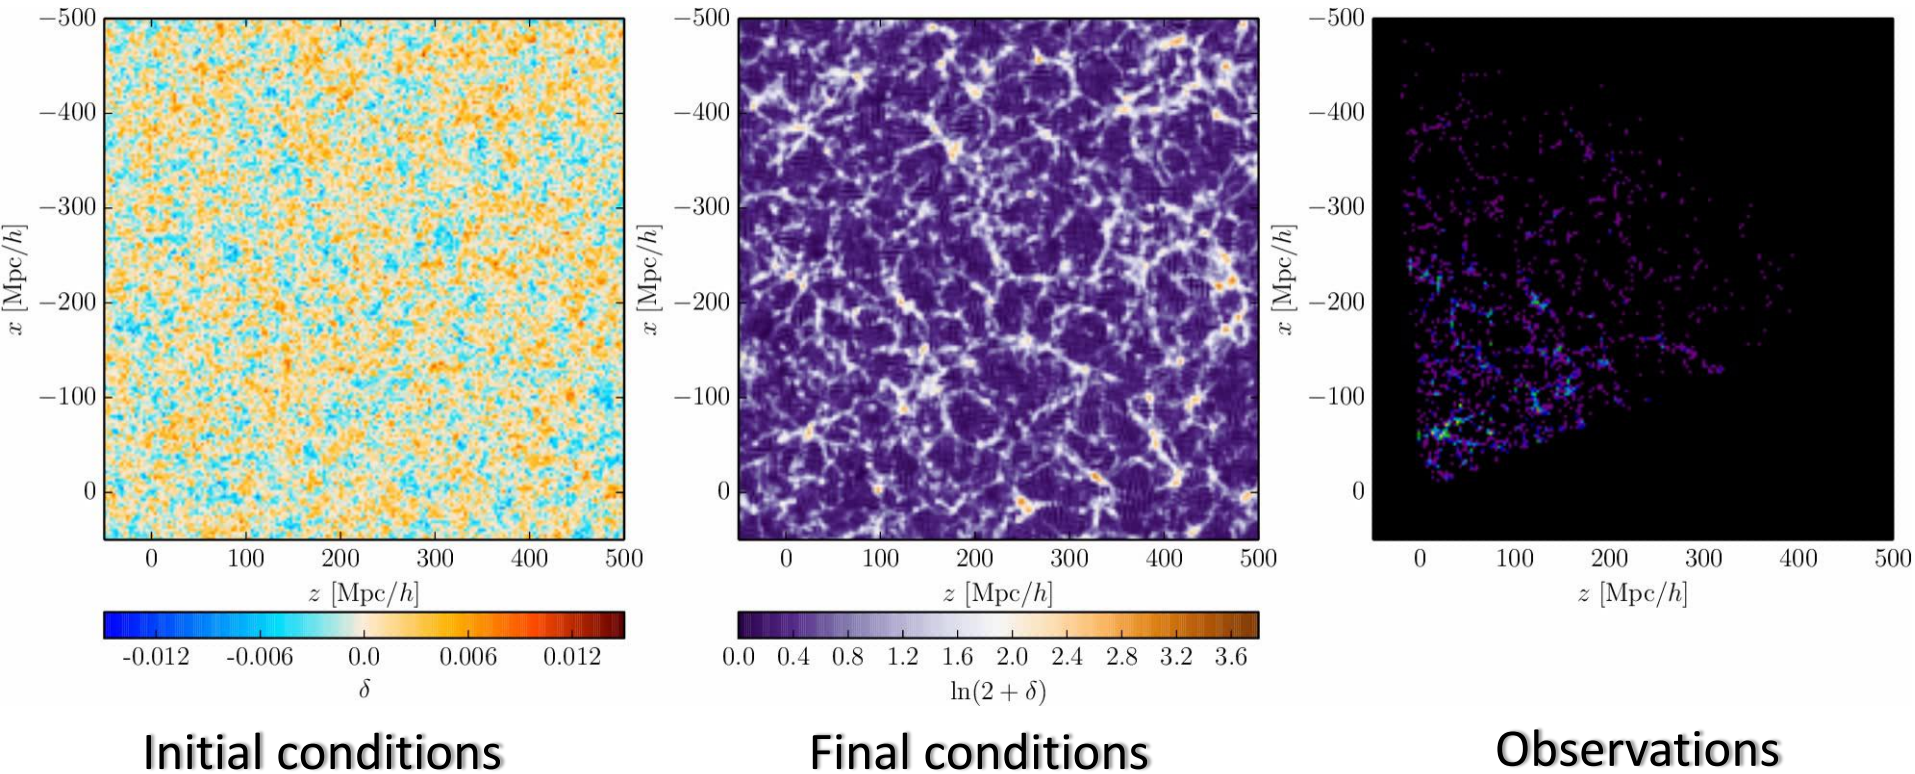 −500
−400
−300
−200
−100
0
x [Mpc/h]
0 100 200 300 400 500
z [Mpc/h]
-0.012 -0.006 0.0 0.006 0.012
δ
Initial conditions
−500
−400
−300
−200
−100
0
x [Mpc/h]
0 100 200 300 400 500
z [Mpc/h]
0.0 0.4 0.8 1.2 1.6 2.0 2.4 2.8 3.2 3.6
ln(2 + δ)
Final conditions
−500
−400
−300
−200
−100
0
x [Mpc/h]
0 100 200 300 400 500
z [Mpc/h]
Observations